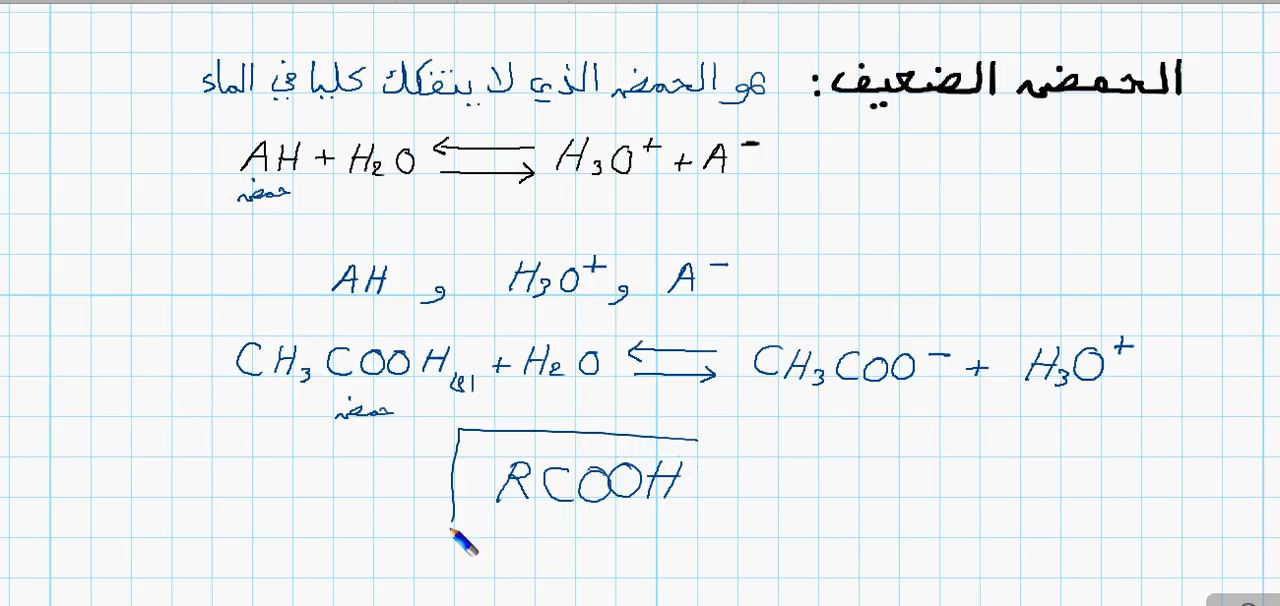 الحمض الضعيف: هو الحمض الذي لا يتفكك كليا في الماء
AH + H₂O ⇄ H₃O⁺ + A⁻
حمض
AH و H₃O⁺ و A⁻
CH₃COOH + H₂O ⇄ CH₃COO⁻ + H₃O⁺
حمض
RCOOH